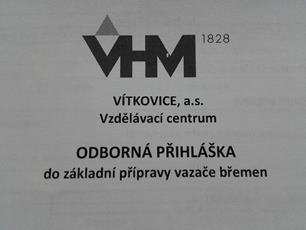 VHM 1828
VÍTKOVICE, a.s.
Vzdělávací centrum
ODBORNÁ PŘIHLÁŠKA
do základní přípravy vazače břemen